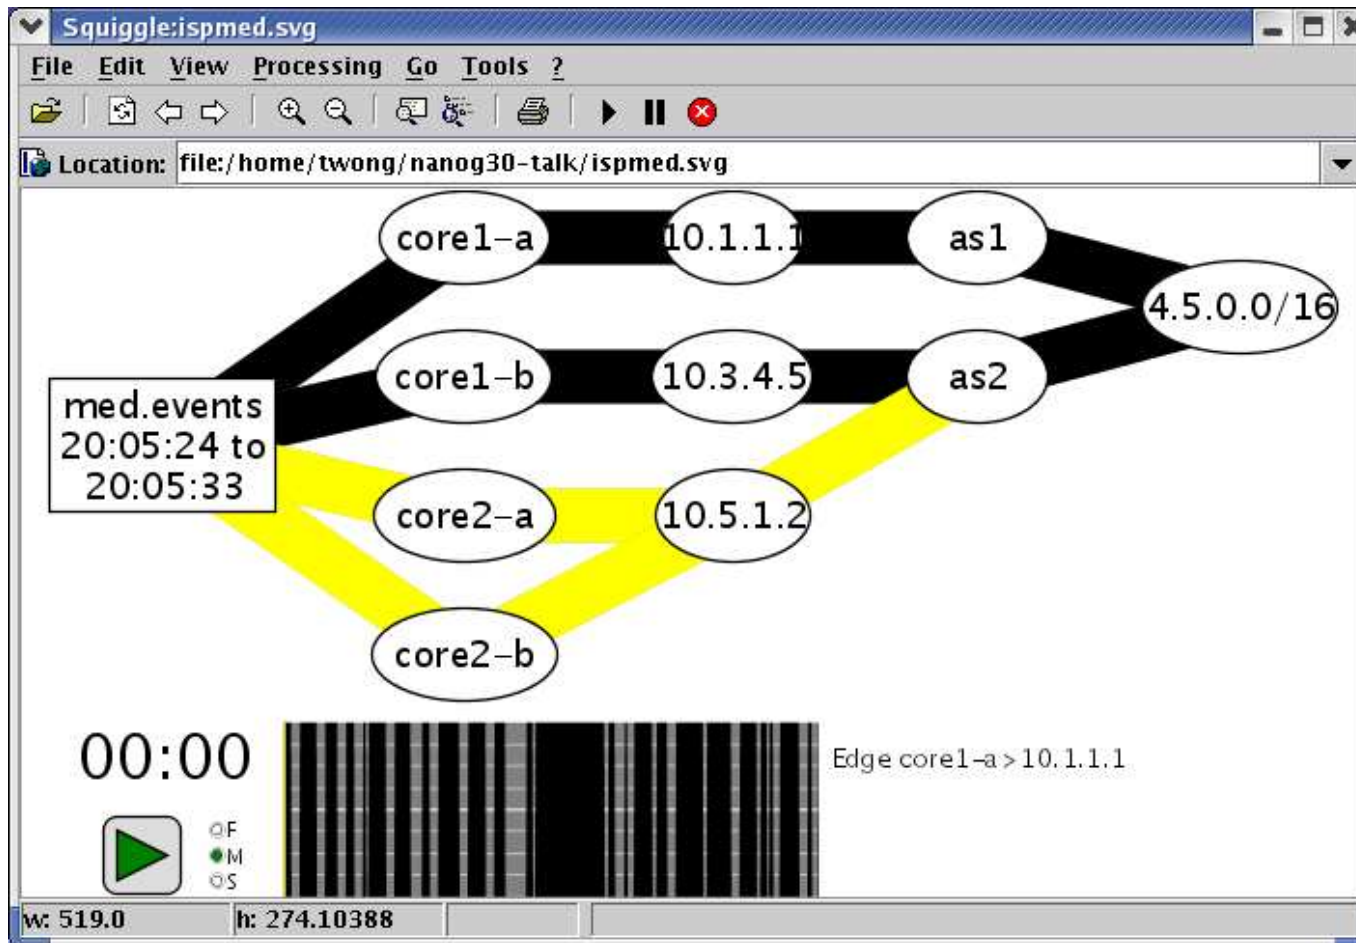 Squiggle:ispmed.svg
File Edit View Processing Go Tools ?
Location: file:/home/twong/nanog30-talk/ispmed.svg
core1-a 10.1.1.1 as1
4.5.0.0/16
core1-b 10.3.4.5 as2
med.events
20:05:24 to
20:05:33
core2-a 10.5.1.2
core2-b
00:00
Edge core1-a>10.1.1.1
F
M
S
w: 519.0 h: 274.10388